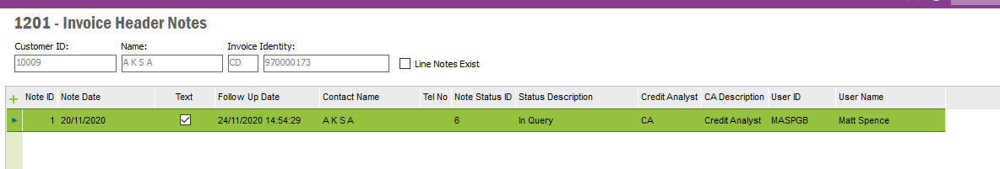 1201 - Invoice Header Notes
Customer ID: Name: Invoice Identity:
10009 A K S A CD 970000173 Line Notes Exist
Note ID Note Date Text Follow Up Date Contact Name Tel No Note Status ID Status Description Credit Analyst CA Description User ID User Name
1 20/11/2020 24/11/2020 14:54:29 A K S A 6 In Query CA Credit Analyst MASPGB Matt Spence